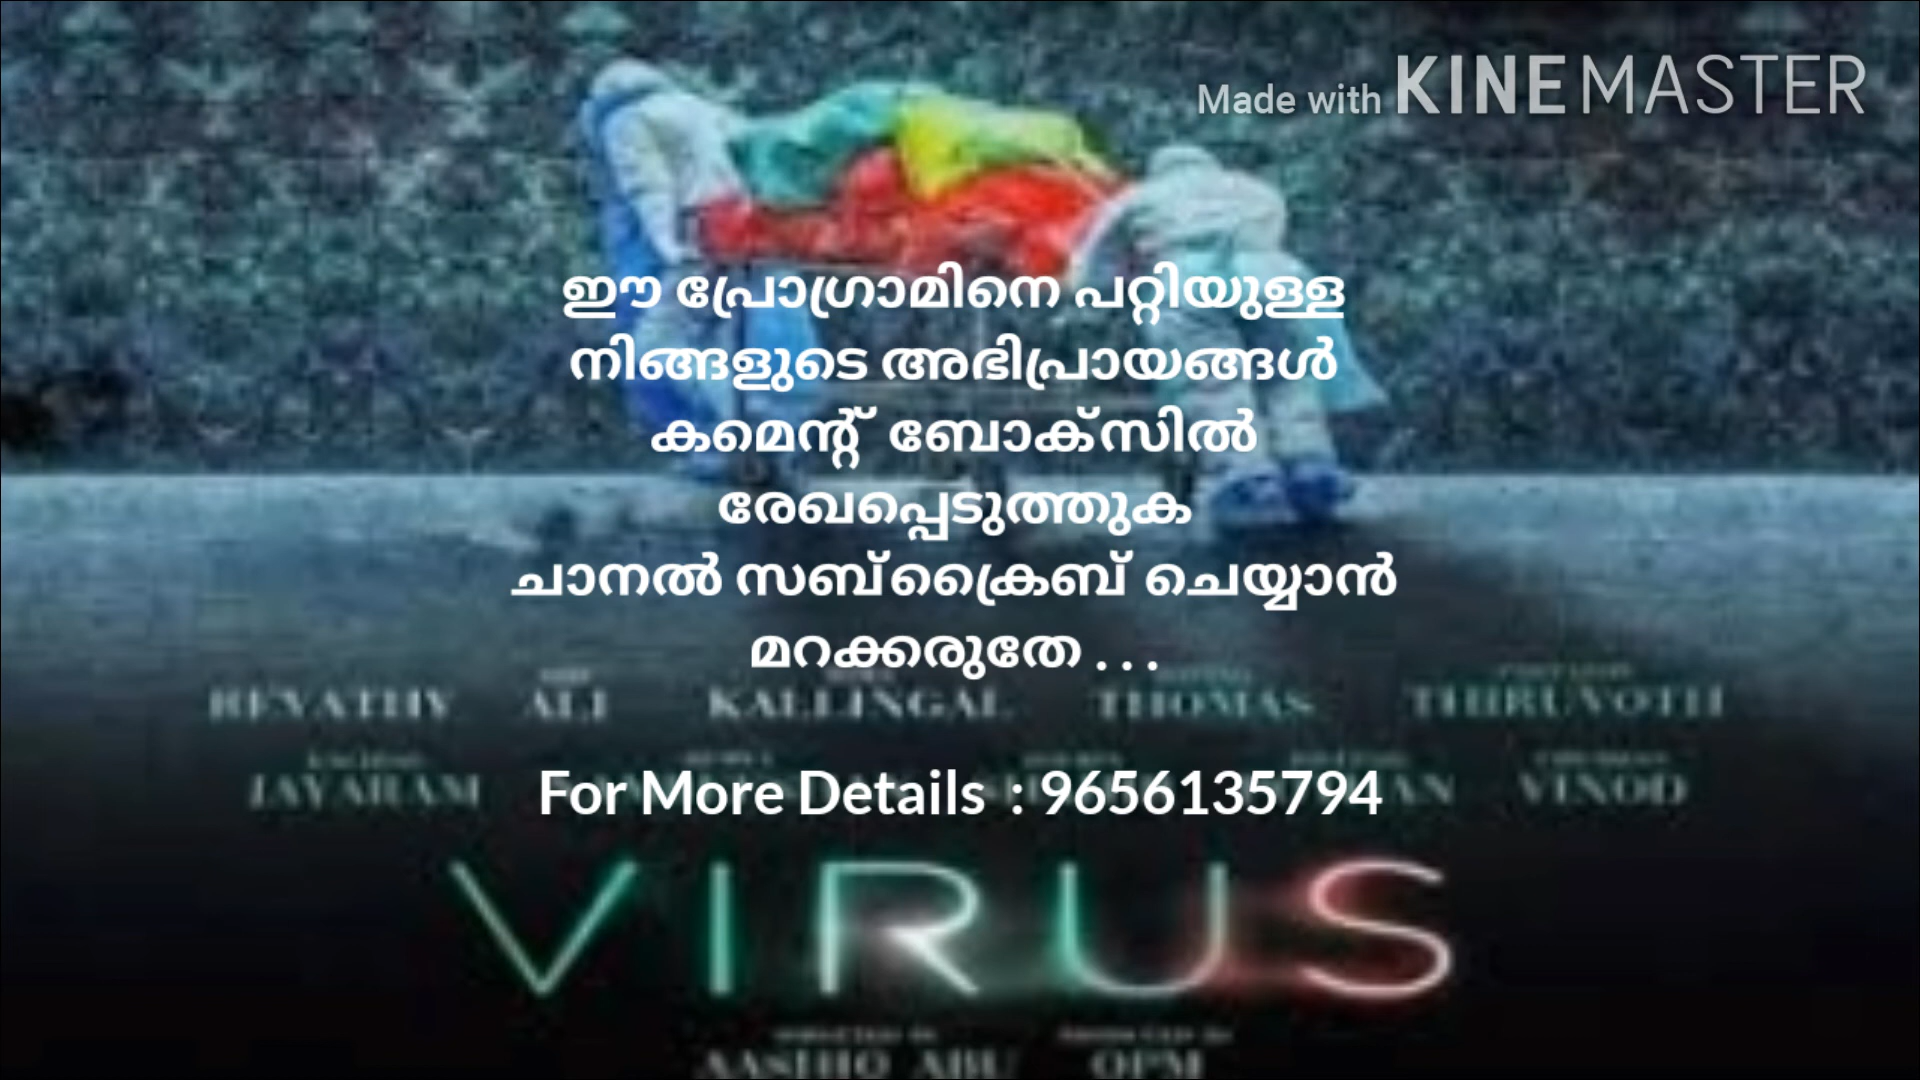 Made with KINEMASTER
ഈ പ്രോഗ്രാമിനെ പറ്റിയുള്ള
നിങ്ങളുടെ അഭിപ്രായങ്ങൾ
കമെന്റ് ബോക്സിൽ
രേഖപ്പെടുത്തുക
ചാനൽ സബ്ക്രൈബ് ചെയ്യാൻ
മറക്കരുതേ . . .
REVATHY ALI KALLINGAL THOMAS THIRUVOTH
JAYARAM VINOD
For More Details : 9656135794
VIRUS
AASHIQ ABU OPM